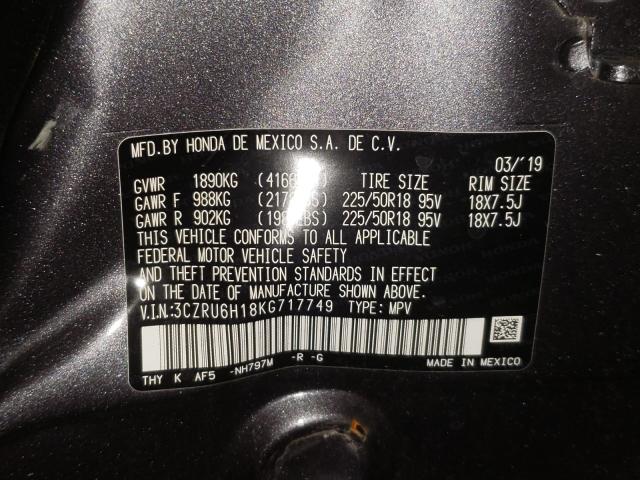 MFD.BY HONDA DE MEXICO S.A. DE C.V.
03/'19
GVWR 1890KG TIRE SIZE RIM SIZE
GAWR F 988KG 225/50R18 95V 18X7.5J
GAWR R 902KG 225/50R18 95V 18X7.5J
THIS VEHICLE CONFORMS TO ALL APPLICABLE
FEDERAL MOTOR VEHICLE SAFETY
AND THEFT PREVENTION STANDARDS IN EFFECT
ON THE DATE OF MANUFACTURE SHOWN ABOVE.
V.I.N:3CZRU6H18KG717749 TYPE: MPV
THY K AF5 -NH797M -R -G MADE IN MEXICO